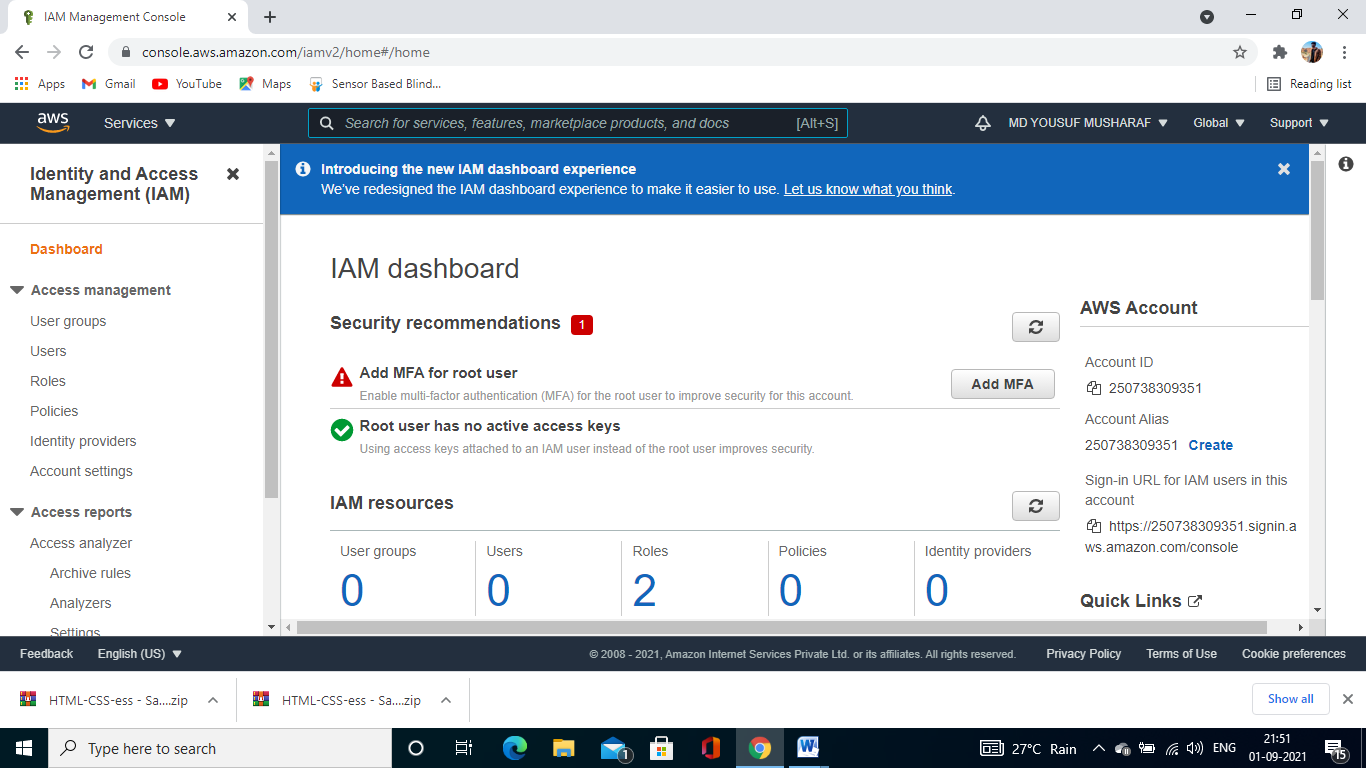 IAM Management Console
console.aws.amazon.com/iamv2/home#/home
Apps Gmail YouTube Maps Sensor Based Blind... Reading list
aws Services Search for services, features, marketplace products, and docs [Alt+S] MD YOUSUF MUSHARAF Global Support
Identity and Access
Management (IAM)
Dashboard
Access management
User groups
Users
Roles
Policies
Identity providers
Account settings
Access reports
Access analyzer
Archive rules
Analyzers
Settings
Introducing the new IAM dashboard experience
We've redesigned the IAM dashboard experience to make it easier to use. Let us know what you think.
IAM dashboard
Security recommendations 1
Add MFA for root user
Enable multi-factor authentication (MFA) for the root user to improve security for this account.
Add MFA
Root user has no active access keys
Using access keys attached to an IAM user instead of the root user improves security.
IAM resources
User groups Users Roles Policies Identity providers
0 0 2 0 0
AWS Account
Account ID
250738309351
Account Alias
250738309351 Create
Sign-in URL for IAM users in this
account
https://250738309351.signin.a
ws.amazon.com/console
Quick Links
Feedback English (US) © 2008 - 2021, Amazon Internet Services Private Ltd. or its affiliates. All rights reserved. Privacy Policy Terms of Use Cookie preferences
HTML-CSS-ess - Sa....zip HTML-CSS-ess - Sa....zip Show all
Type here to search 1 27°C Rain ENG 21:51
01-09-2021 15